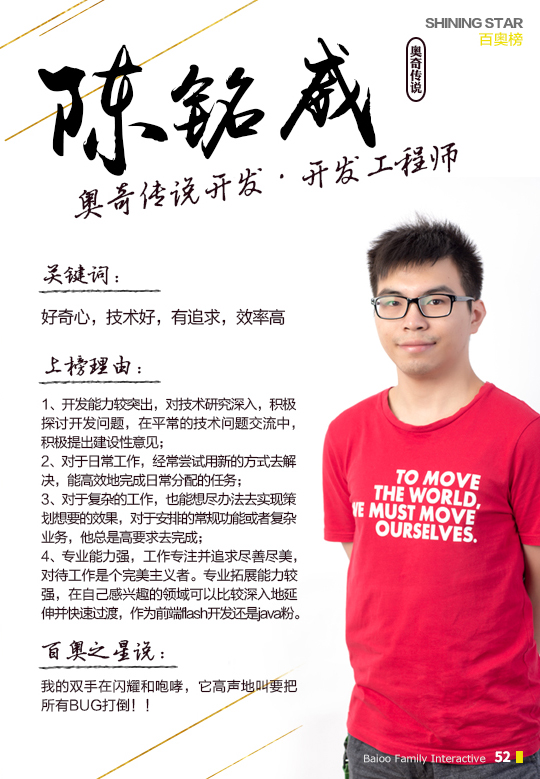 SHINING STAR
百奥榜
奥奇传说
陈铭威
奥奇传说开发·开发工程师
关键词：
好奇心，技术好，有追求，效率高
上榜理由：
1、开发能力较突出，对技术研究深入，积极
探讨开发问题，在平常的技术问题交流中，
积极提出建设性意见；
2、对于日常工作，经常尝试用新的方式去解
决，能高效地完成日常分配的任务；
3、对于复杂的工作，也能想尽办法去实现策
划想要的效果，对于安排的常规功能或者复杂
业务，他总是高要求去完成；
4、专业能力强，工作专注并追求尽善尽美，
对待工作是个完美主义者。专业拓展能力较
强，在自己感兴趣的领域可以比较深入地延
伸并快速过渡，作为前端flash开发还是java粉。
TO MOVE
THE WORLD,
WE MUST MOVE
OURSELVES.
百奥之星说：
我的双手在闪耀和咆哮，它高声地叫要把
所有BUG打倒！！
Baioo Family Interactive 52